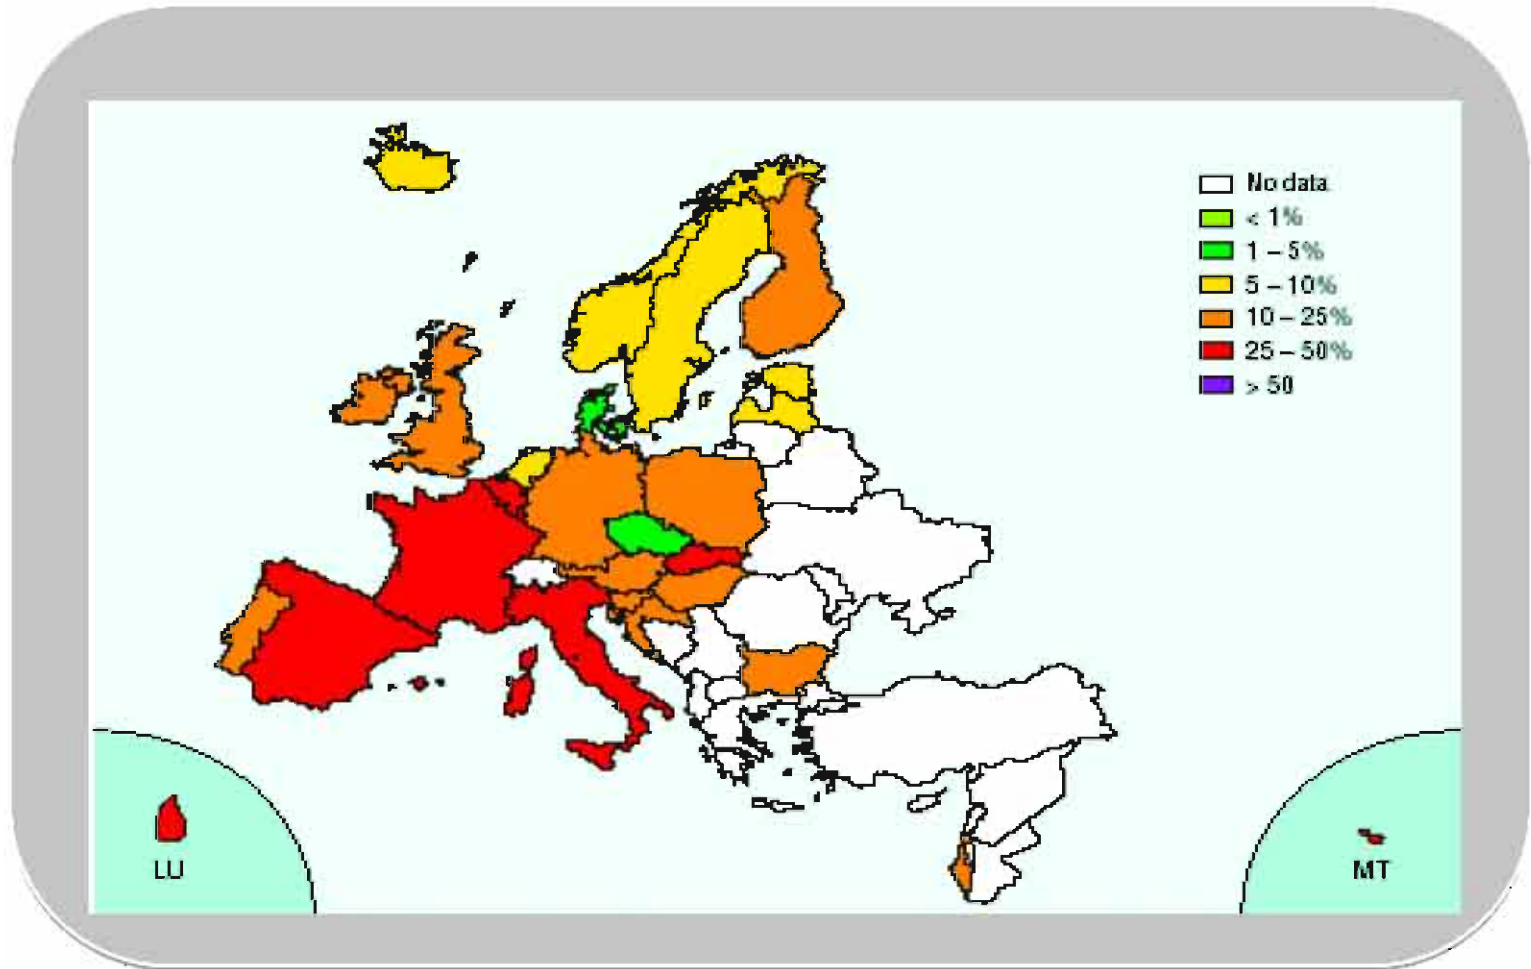 No data
< 1%
1 – 5%
5 – 10%
10 – 25%
25 – 50%
> 50
LU
MT